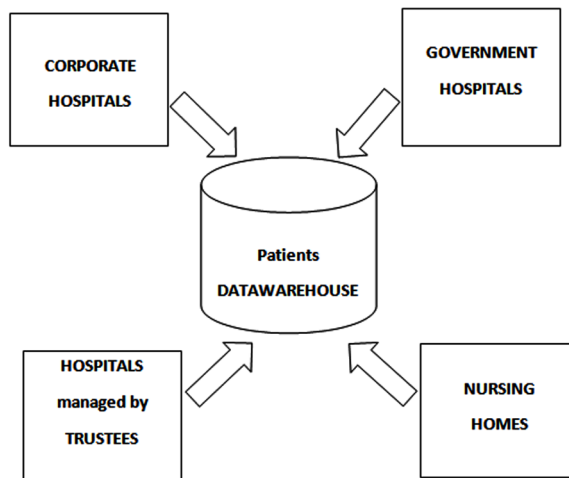 CORPORATE
HOSPITALS
GOVERNMENT
HOSPITALS
Patients
DATAWAREHOUSE
HOSPITALS
managed by
TRUSTEES
NURSING
HOMES